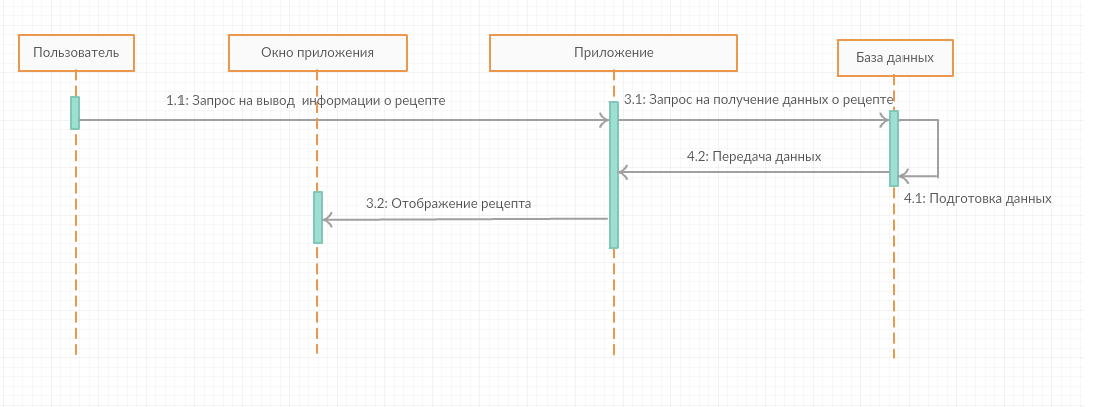 Пользователь
Окно приложения
Приложение
База данных
1.1: Запрос на вывод информации о рецепте
3.1: Запрос на получение данных о рецепте
4.2: Передача данных
4.1: Подготовка данных
3.2: Отображение рецепта